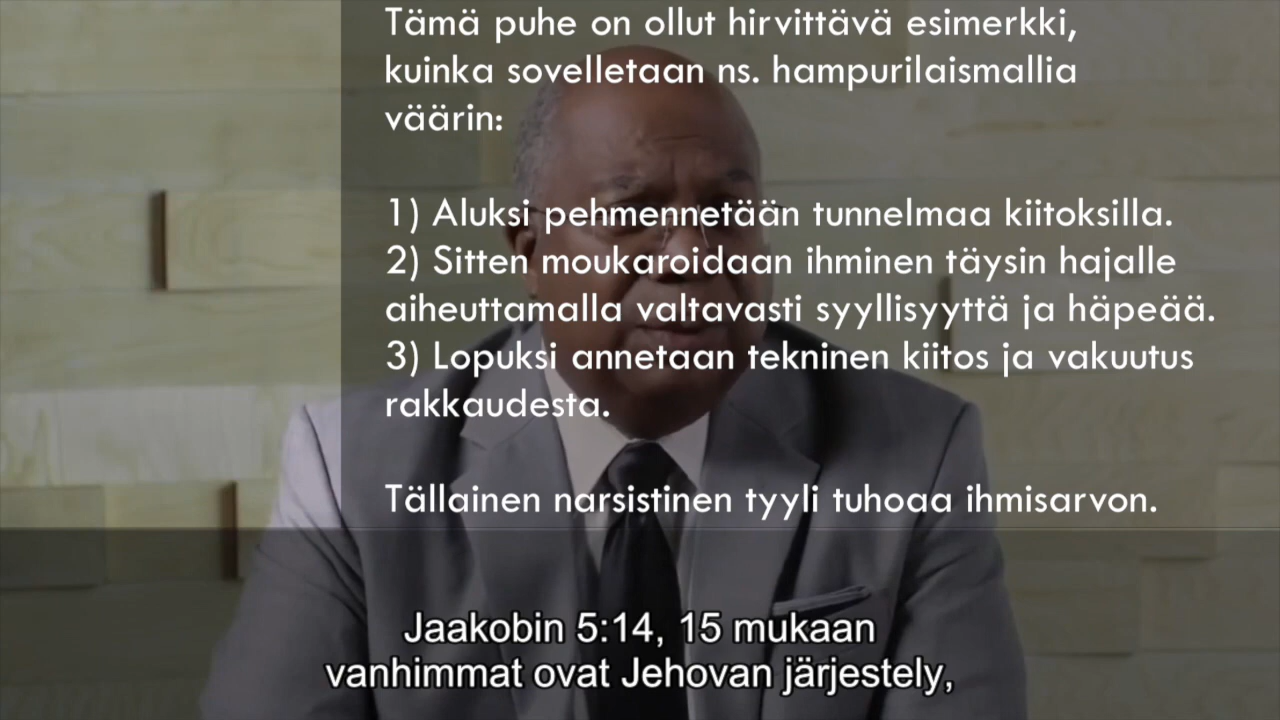 Tämä puhe on ollut hirvittävä esimerkki,
kuinka sovelletaan ns. hampurilaismallia
väärin:
1) Aluksi pehmennetään tunnelmaa kiitoksilla.
2) Sitten moukaroidaan ihminen täysin hajalle
aiheuttamalla valtavasti syyllisyyttä ja häpeää.
3) Lopuksi annetaan tekninen kiitos ja vakuutus
rakkaudesta.
Tällainen narsistinen tyyli tuhoaa ihmisarvon.
Jaakobin 5:14, 15 mukaan
vanhimmat ovat Jehovan järjestely,